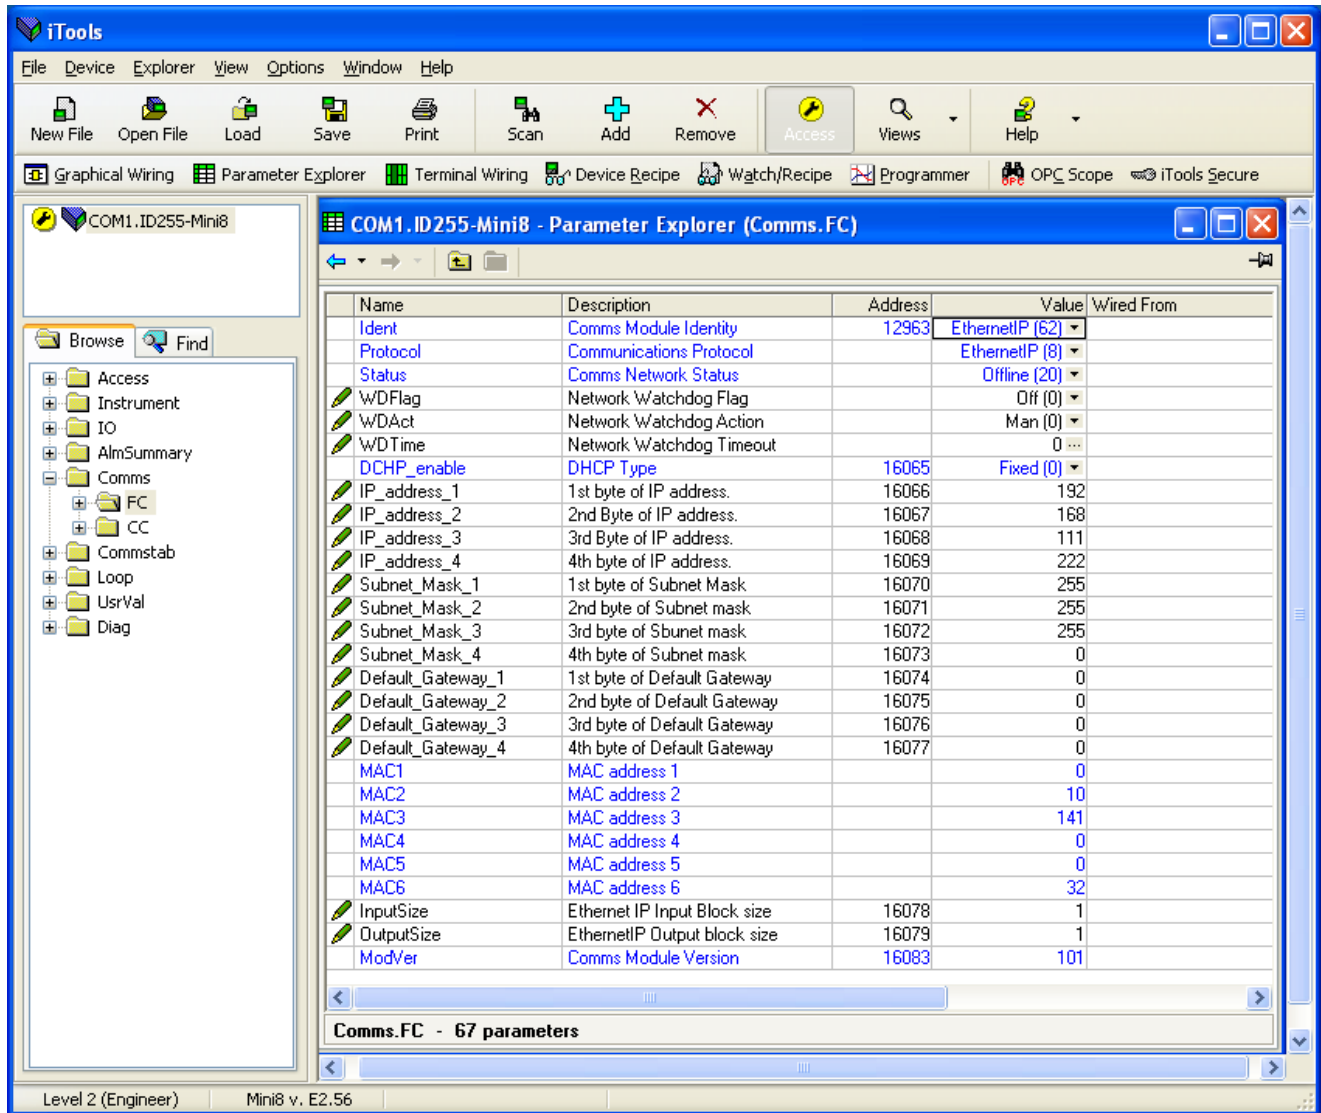 iTools
File Device Explorer View Options Window Help
New File Open File Load Save Print Scan Add Remove Access Views Help
Graphical Wiring Parameter Explorer Terminal Wiring Device Recipe Watch/Recipe Programmer OPC OPC Scope iTools Secure
COM1.ID255-Mini8
Browse Find
Access
Instrument
IO
AlmSummary
Comms
FC
CC
Commstab
Loop
UsrVal
Diag
COM1.ID255-Mini8 - Parameter Explorer (Comms.FC)
Name Description Address Value Wired From
Ident Comms Module Identity 12963 EthernetIP (62)
Protocol Communications Protocol EthernetIP (8)
Status Comms Network Status Offline (20)
WDFlag Network Watchdog Flag Off (0)
WDAct Network Watchdog Action Man (0)
WDTime Network Watchdog Timeout 0 ...
DCHP_enable DHCP Type 16065 Fixed (0)
IP_address_1 1st byte of IP address. 16066 192
IP_address_2 2nd Byte of IP address. 16067 168
IP_address_3 3rd Byte of IP address. 16068 111
IP_address_4 4th byte of IP address. 16069 222
Subnet_Mask_1 1st byte of Subnet Mask 16070 255
Subnet_Mask_2 2nd byte of Subnet mask 16071 255
Subnet_Mask_3 3rd byte of Sbunet mask 16072 255
Subnet_Mask_4 4th byte of Subnet mask 16073 0
Default_Gateway_1 1st byte of Default Gateway 16074 0
Default_Gateway_2 2nd byte of Default Gateway 16075 0
Default_Gateway_3 3rd byte of Default Gateway 16076 0
Default_Gateway_4 4th byte of Default Gateway 16077 0
MAC1 MAC address 1 0
MAC2 MAC address 2 10
MAC3 MAC address 3 141
MAC4 MAC address 4 0
MAC5 MAC address 5 0
MAC6 MAC address 6 32
InputSize Ethernet IP Input Block size 16078 1
OutputSize EthernetIP Output block size 16079 1
ModVer Comms Module Version 16083 101
Comms.FC - 67 parameters
Level 2 (Engineer) Mini8 v. E2.56